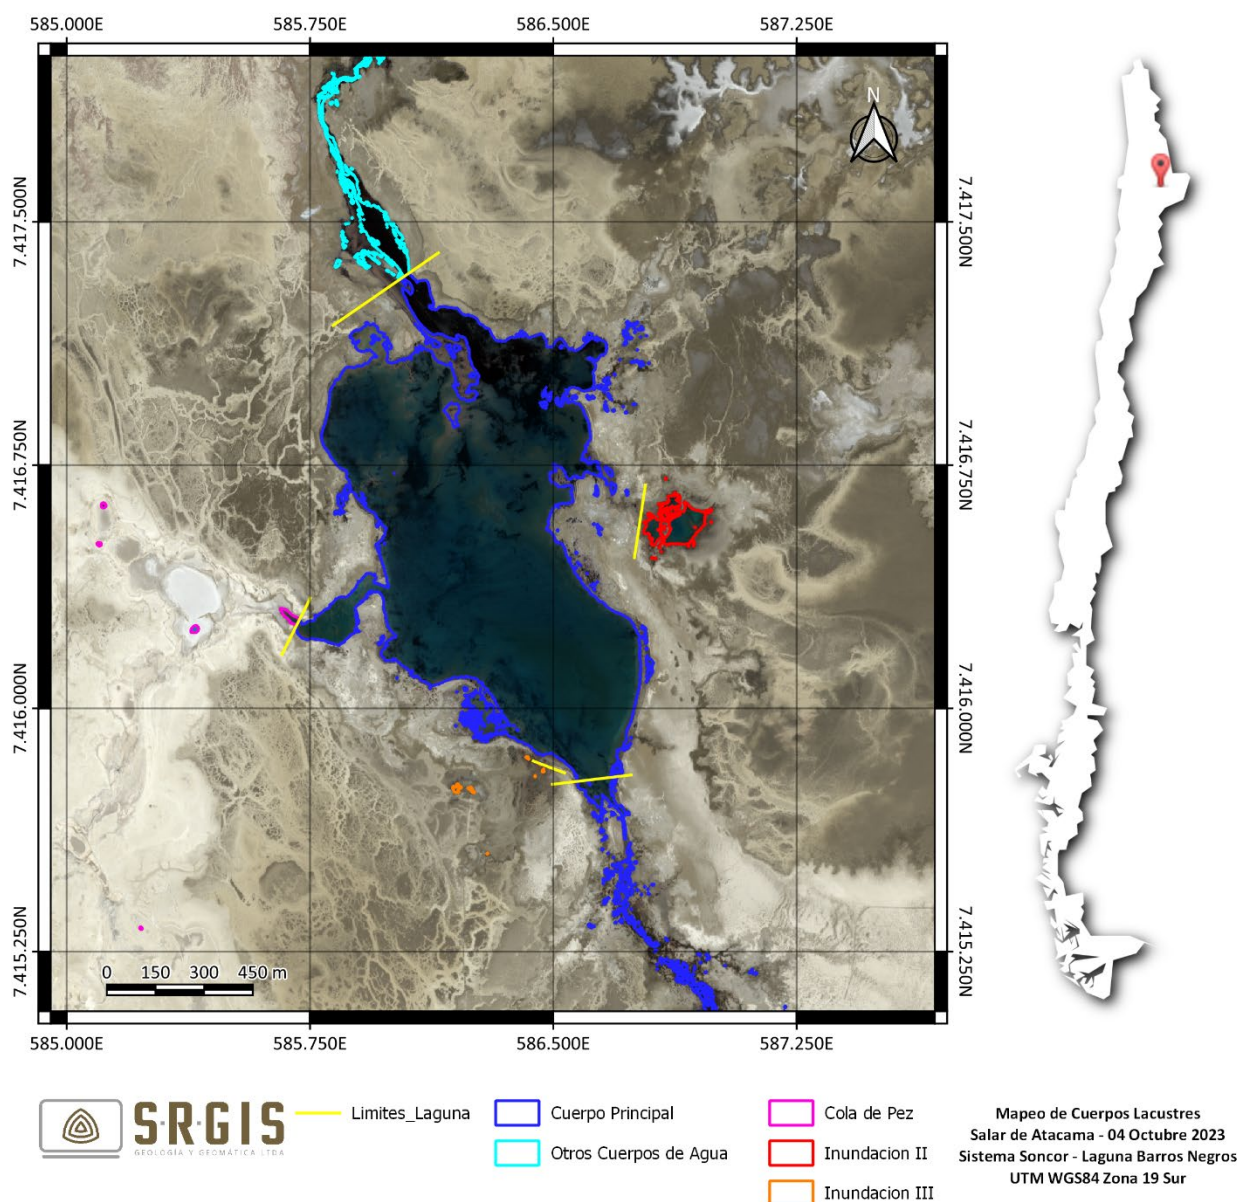 585.000E 585.750E 586.500E 587.250E
N
7.417.500N 7.417.500N
7.416.750N 7.416.750N
7.416.000N 7.416.000N
7.415.250N 7.415.250N
0 150 300 450 m
585.000E 585.750E 586.500E 587.250E
S·R·GIS
GEOLOGÍA Y GEOMÁTICA LTDA
Limites_Laguna
Cuerpo Principal
Otros Cuerpos de Agua
Cola de Pez
Inundacion II
Inundacion III
Mapeo de Cuerpos Lacustres
Salar de Atacama - 04 Octubre 2023
Sistema Soncor - Laguna Barros Negros
UTM WGS84 Zona 19 Sur